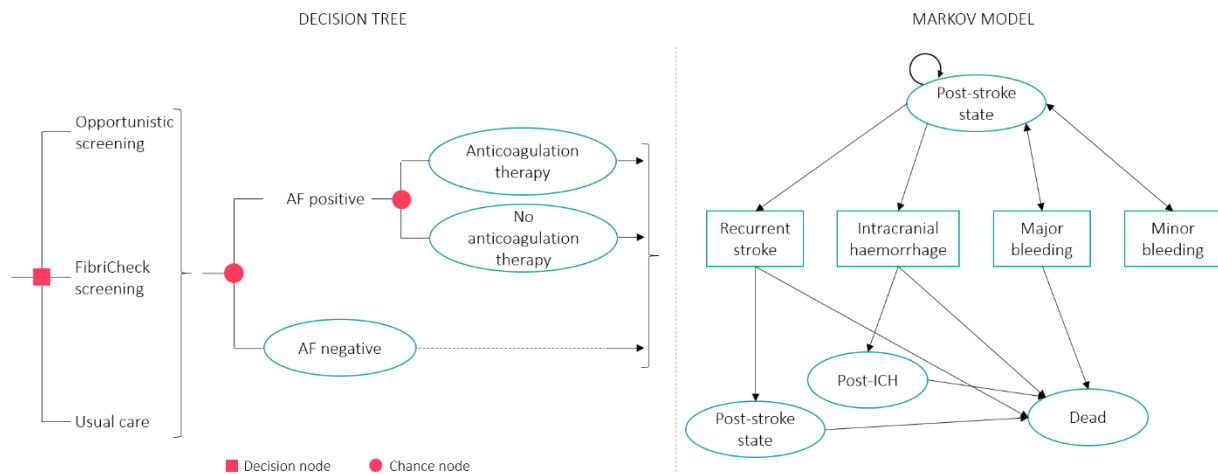 DECISION TREE
MARKOV MODEL
Opportunistic
screening
FibriCheck
screening
Usual care
AF positive
AF negative
Anticoagulation
therapy
No
anticoagulation
therapy
Decision node
Chance node
Post-stroke
state
Recurrent
stroke
Intracranial
haemorrhage
Major
bleeding
Minor
bleeding
Post-ICH
Post-stroke
state
Dead